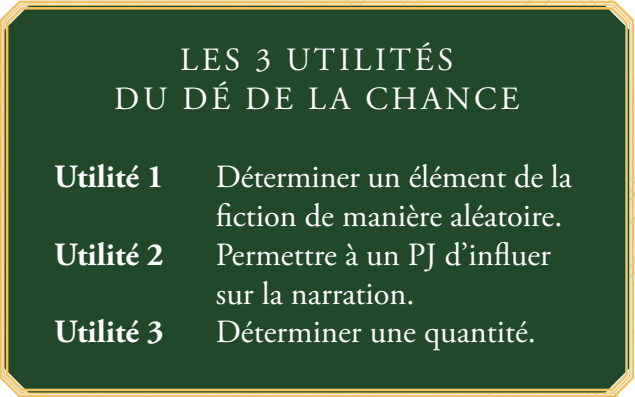 LES 3 UTILITÉS
DU DÉ DE LA CHANCE
Utilité 1 Déterminer un élément de la
fiction de manière aléatoire.
Utilité 2 Permettre à un PJ d’influer
sur la narration.
Utilité 3 Déterminer une quantité.